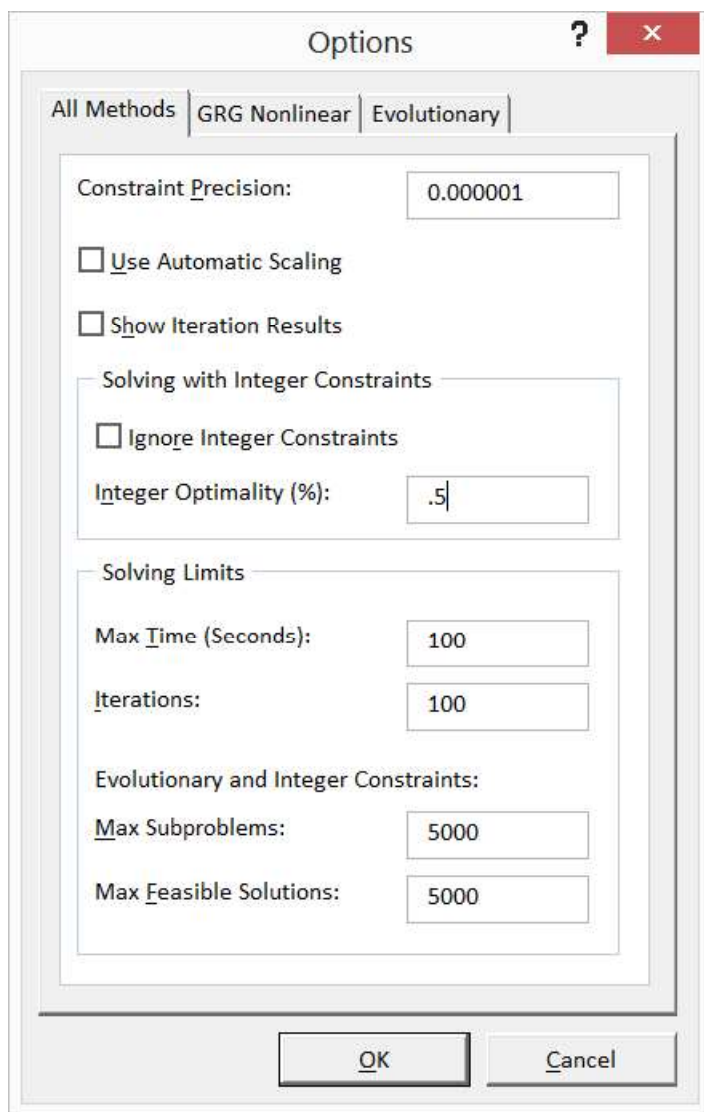 Options ? ×
All Methods GRG Nonlinear Evolutionary
Constraint Precision: 0.000001
Use Automatic Scaling
Show Iteration Results
Solving with Integer Constraints
Ignore Integer Constraints
Integer Optimality (%): .5
Solving Limits
Max Time (Seconds): 100
Iterations: 100
Evolutionary and Integer Constraints:
Max Subproblems: 5000
Max Feasible Solutions: 5000
OK Cancel